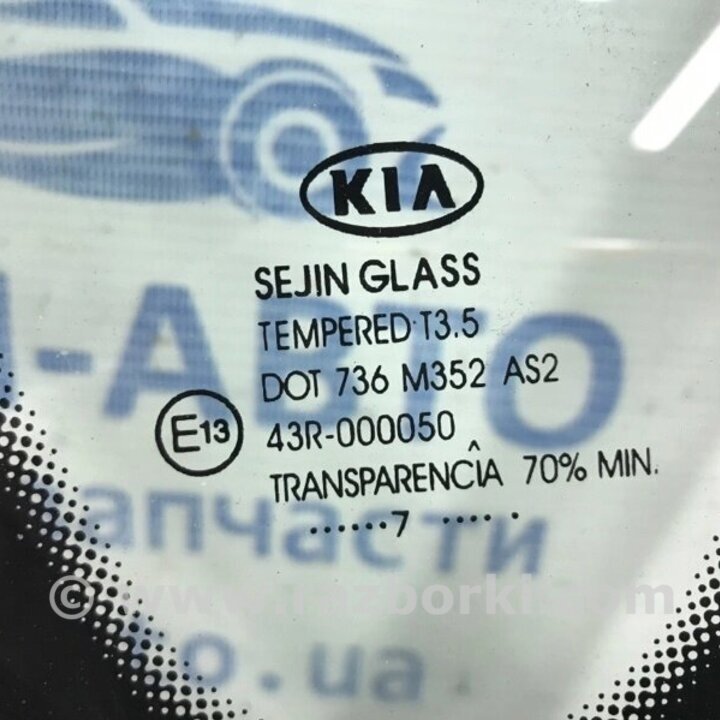 KIA
SEJIN GLASS
TEMPERED T3.5
DOT 736 M352 AS2
E13 43R-000050
TRANSPARENCÎA 70% MIN.
......7 ......
-АВТО
запчасти
.ua